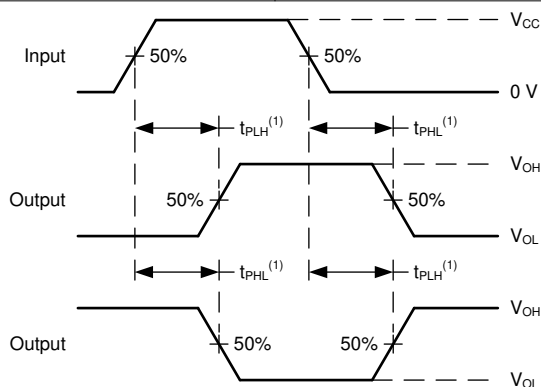 V_CC
Input
50%
50%
0 V
t_PLH^(1)
t_PHL^(1)
V_OH
Output
50%
50%
V_OL
t_PHL^(1)
t_PLH^(1)
V_OH
Output
50%
50%
V_OL